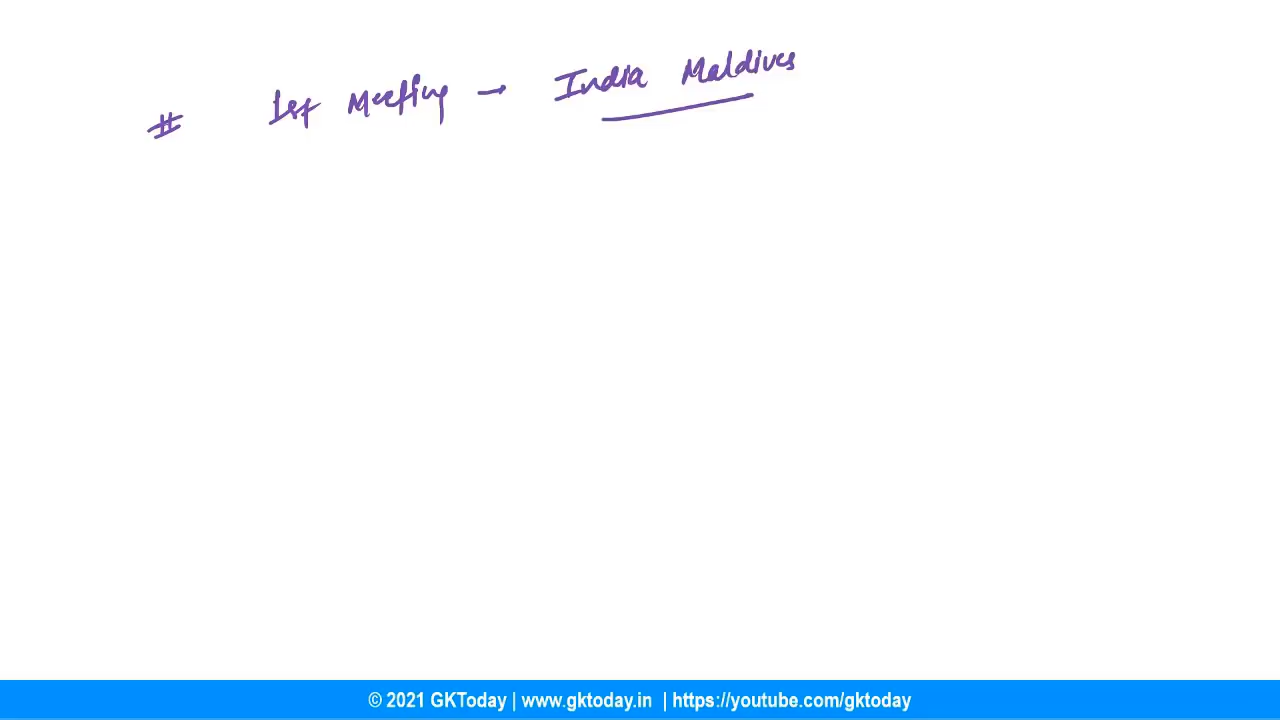 # 1st Meeting → India Maldives
© 2021 GKToday | www.gktoday.in | https://youtube.com/gktoday